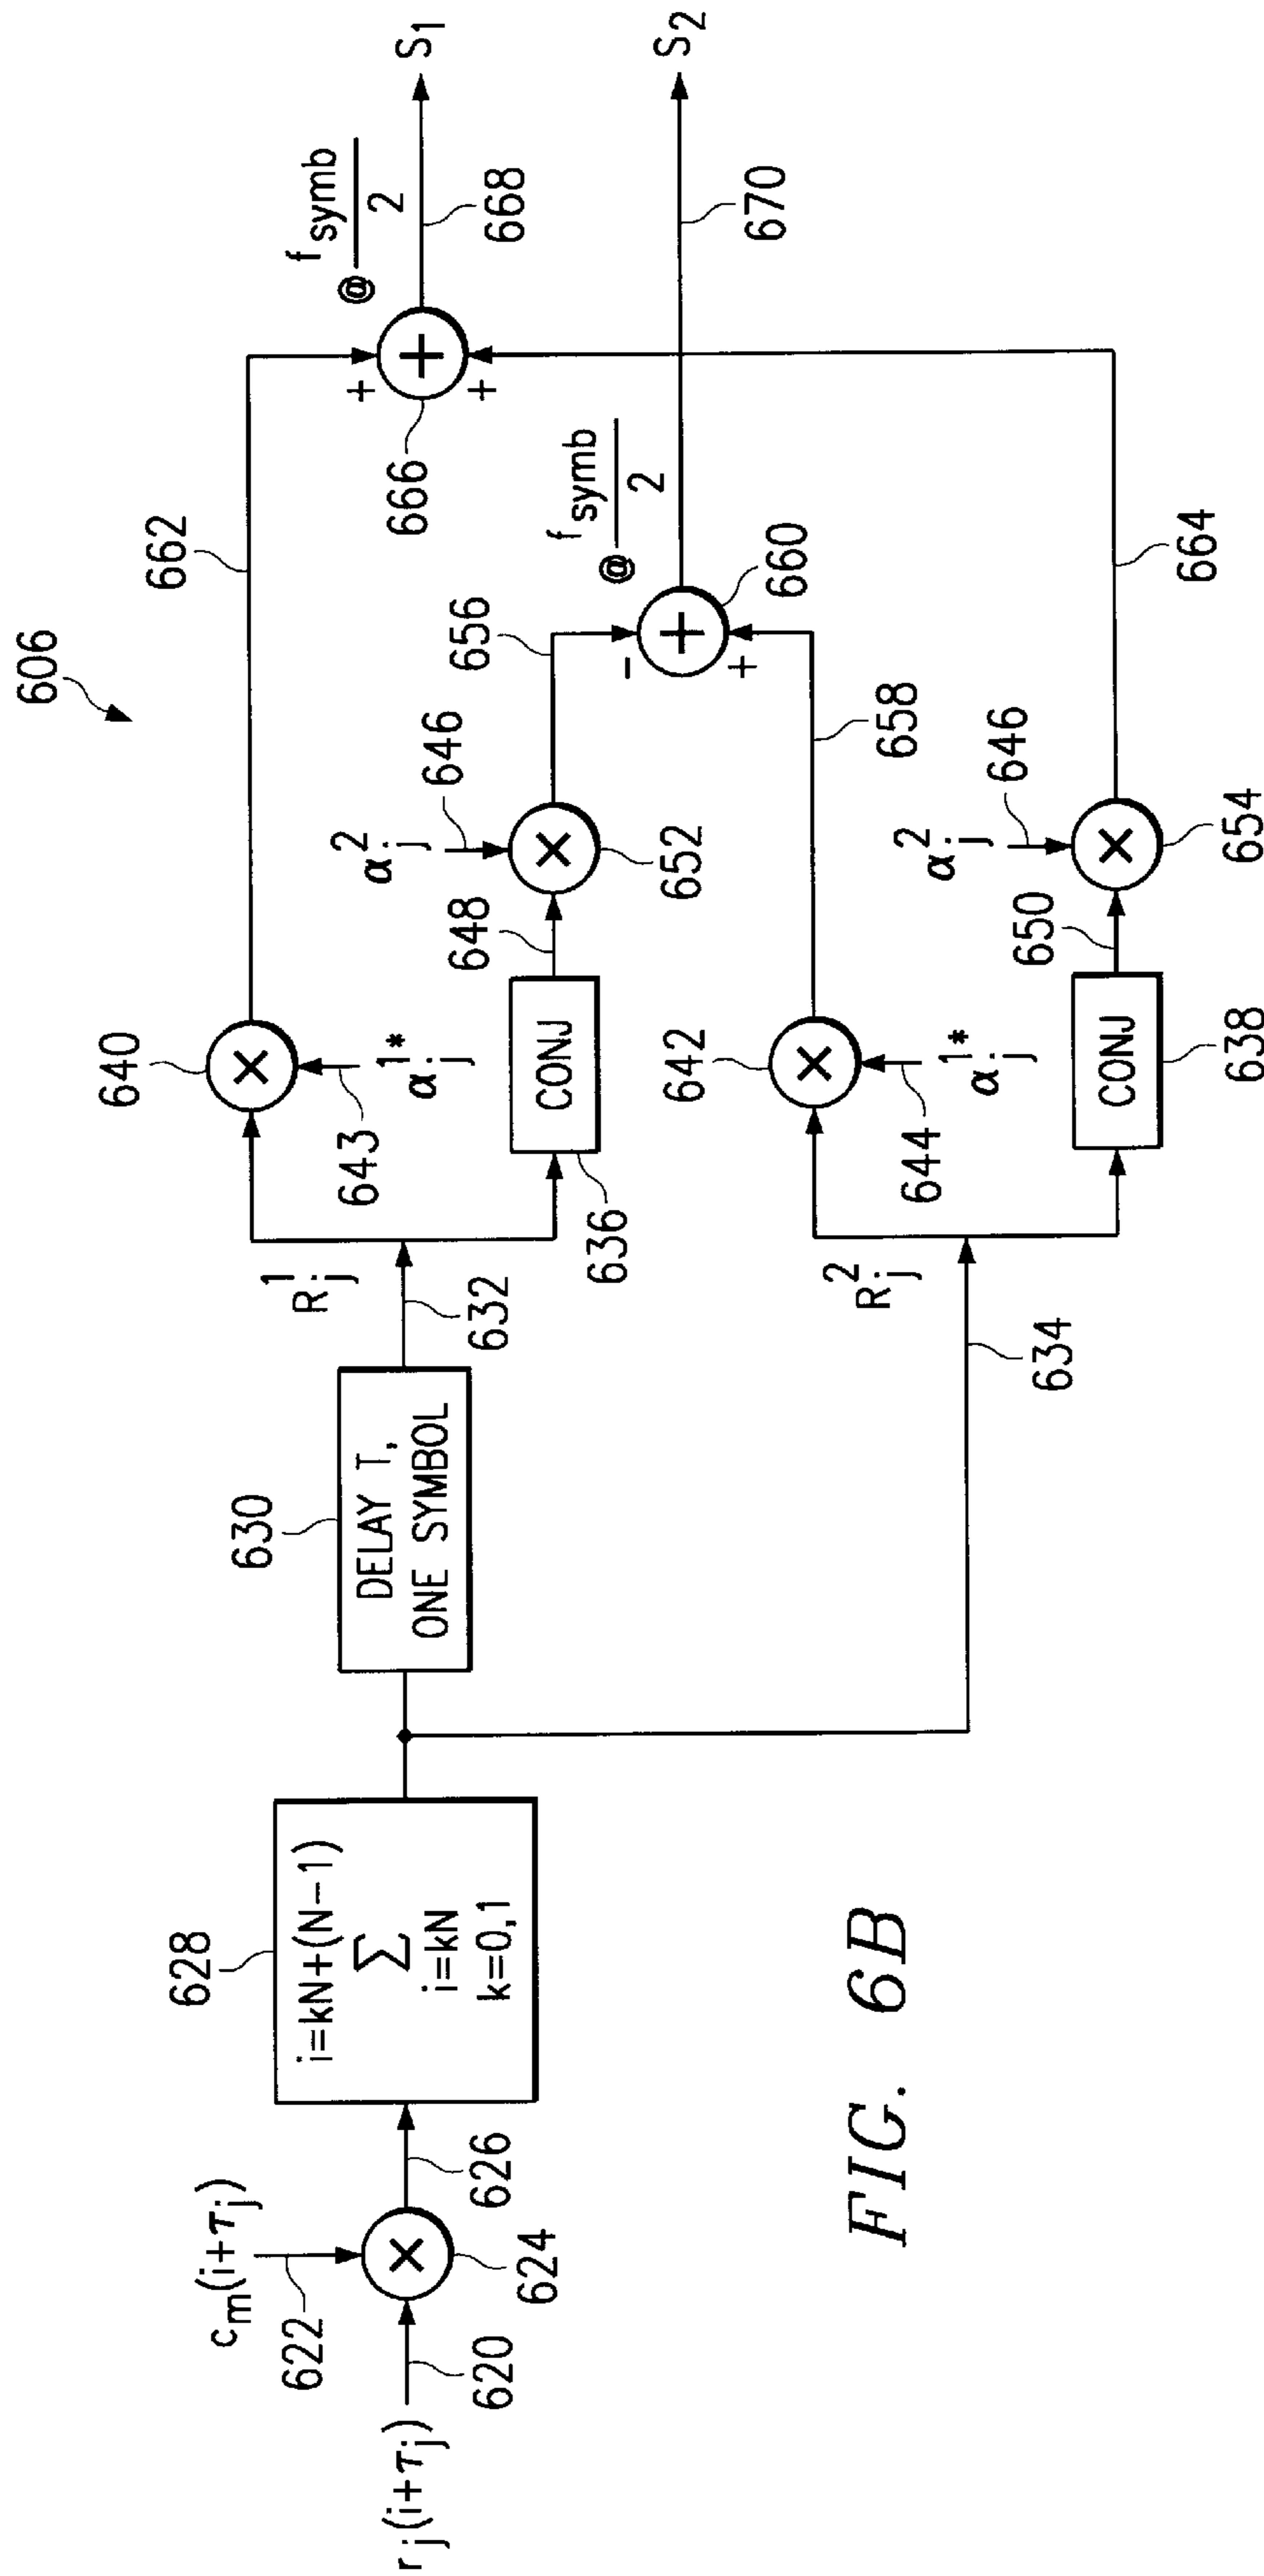 606
r_j(i+τ_j)
620
c_m(i+τ_j)
622
×
624
626
628
i=kN+(N−1)
Σ
i=kN
k=0,1
630
DELAY T,
ONE SYMBOL
R_j^1
632
R_j^2
634
640
×
643
α_j^{1*}
CONJ
636
648
α_j^2
646
×
652
656
642
×
644
α_j^{1*}
CONJ
638
650
α_j^2
646
×
654
658
−
+
+
660
@ f_symb
2
662
664
666
+
+
+
@ f_symb
2
668
S_1
670
S_2
FIG. 6B